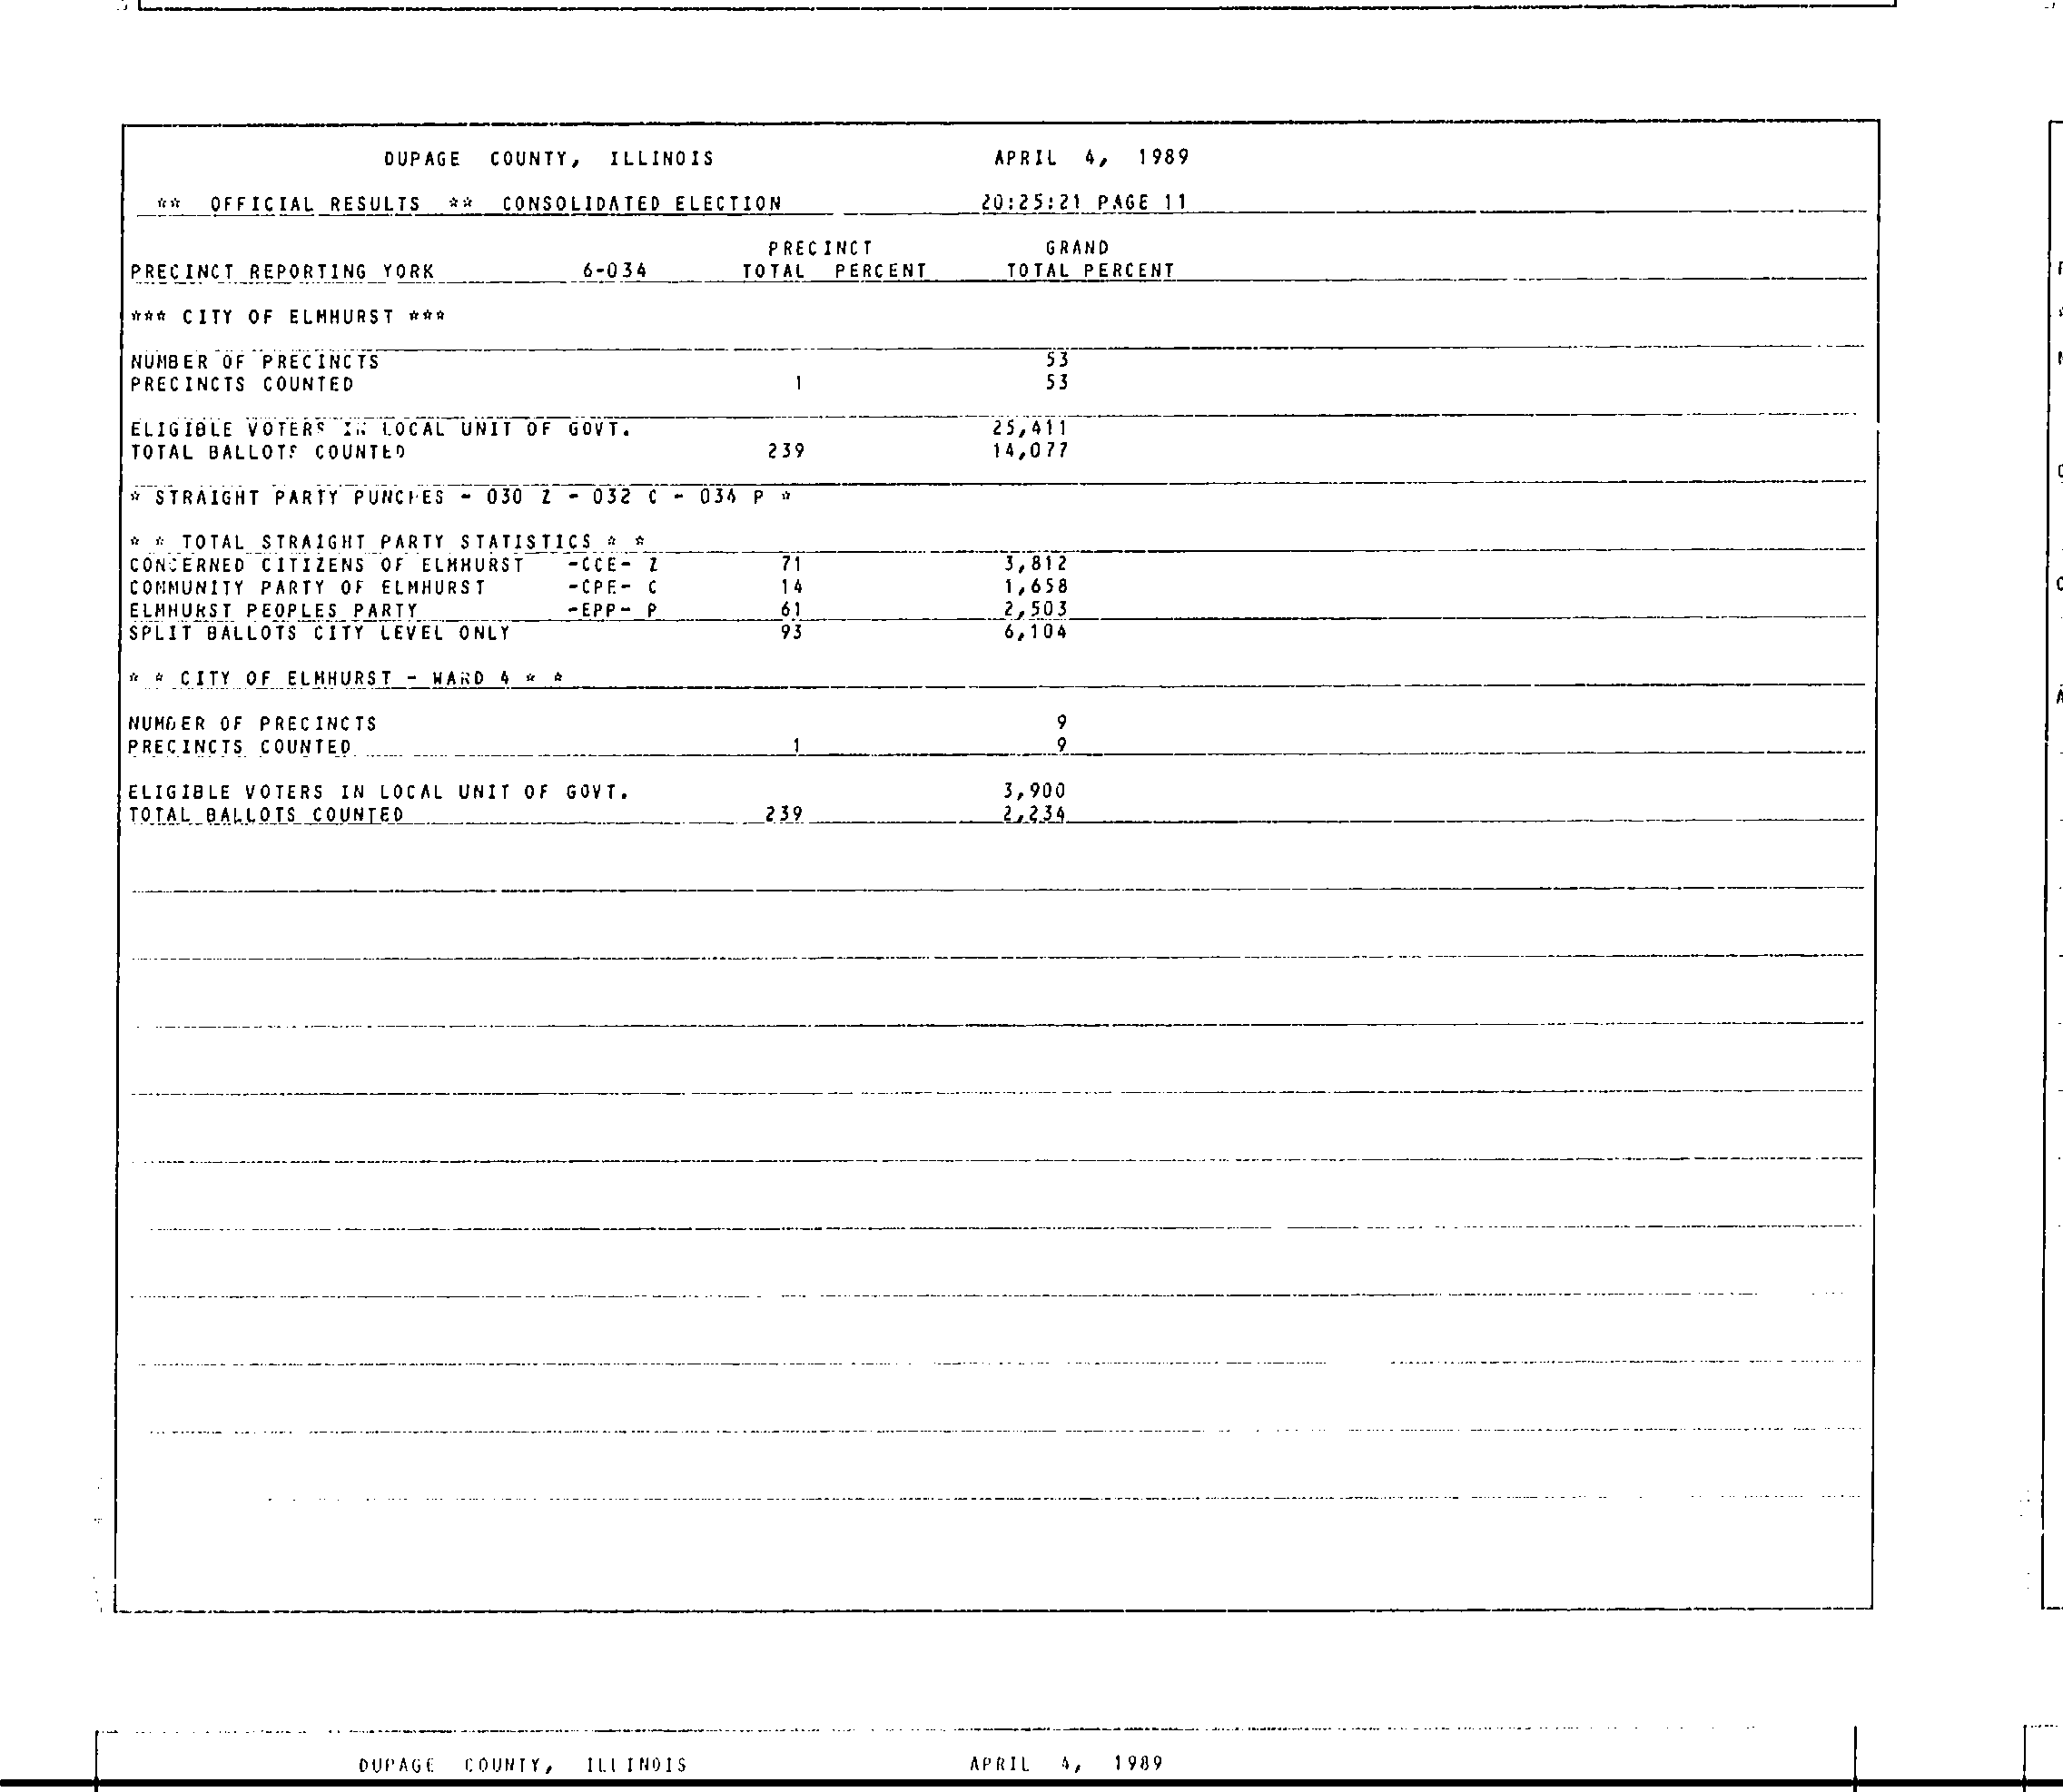 DUPAGE COUNTY, ILLINOIS APRIL 4, 1989
** OFFICIAL RESULTS ** CONSOLIDATED ELECTION 20:25:21 PAGE 11
PRECINCT GRAND
PRECINCT REPORTING YORK 6-034 TOTAL PERCENT TOTAL PERCENT
*** CITY OF ELMHURST ***
NUMBER OF PRECINCTS 53
PRECINCTS COUNTED 1 53
ELIGIBLE VOTERS IN LOCAL UNIT OF GOVT. 25,411
TOTAL BALLOTS COUNTED 239 14,077
* STRAIGHT PARTY PUNCHES - 030 Z - 032 C - 034 P *
* * TOTAL STRAIGHT PARTY STATISTICS * *
CONCERNED CITIZENS OF ELMHURST -CCE- Z 71 3,812
COMMUNITY PARTY OF ELMHURST -CPE- C 14 1,658
ELMHURST PEOPLES PARTY -EPP- P 61 2,503
SPLIT BALLOTS CITY LEVEL ONLY 93 6,104
* * CITY OF ELMHURST - WARD 4 * *
NUMBER OF PRECINCTS 9
PRECINCTS COUNTED 1 9
ELIGIBLE VOTERS IN LOCAL UNIT OF GOVT. 3,900
TOTAL BALLOTS COUNTED 239 2,234
DUPAGE COUNTY, ILLINOIS APRIL 4, 1989